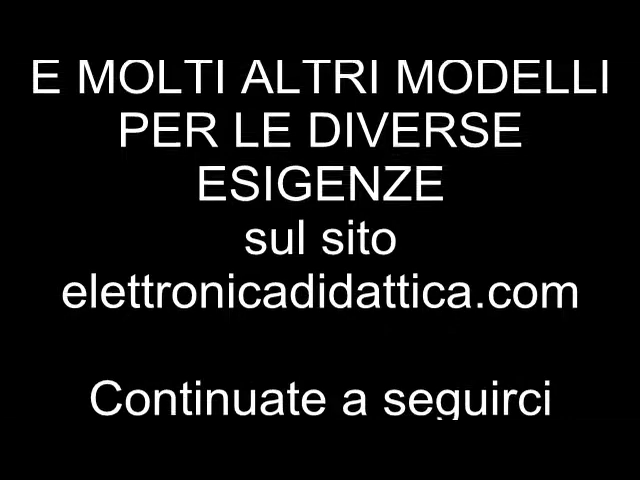 E MOLTI ALTRI MODELLI
PER LE DIVERSE
ESIGENZE
sul sito
elettronicadidattica.com
Continuate a seguirci